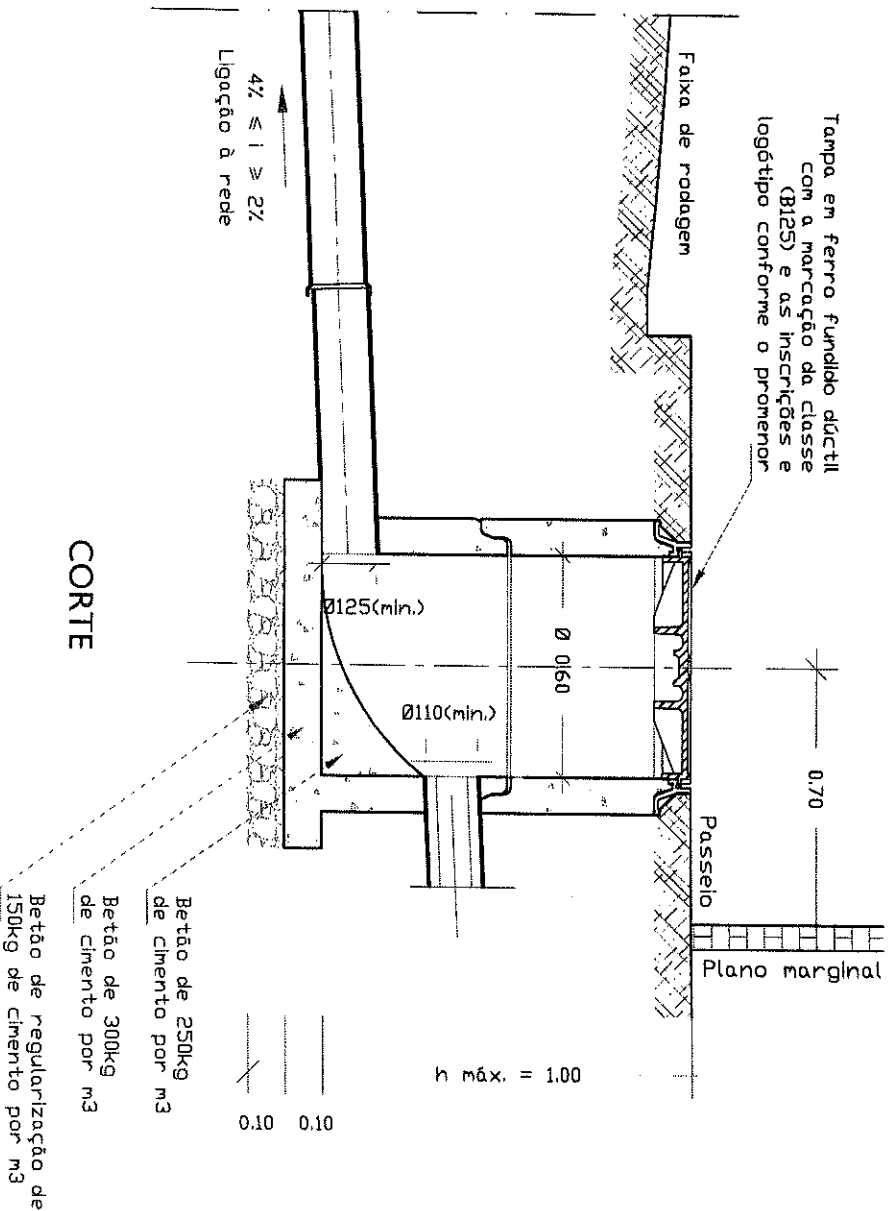 Tampa em ferro fundido dúctil
com a marcação da classe
(B125) e as inscrições e
logótipo conforme o promenor
Faixa de rodagem
0.70
Passeio
Plano marginal
4% ≤ i ≥ 2%
Ligação à rede
Ø 0.60
Ø125(mín.)
Ø110(mín.)
h máx. = 1.00
0.10
0.10
Betão de 250kg
de cimento por m3
Betão de 300kg
de cimento por m3
Betão de regularização de
150kg de cimento por m3
CORTE